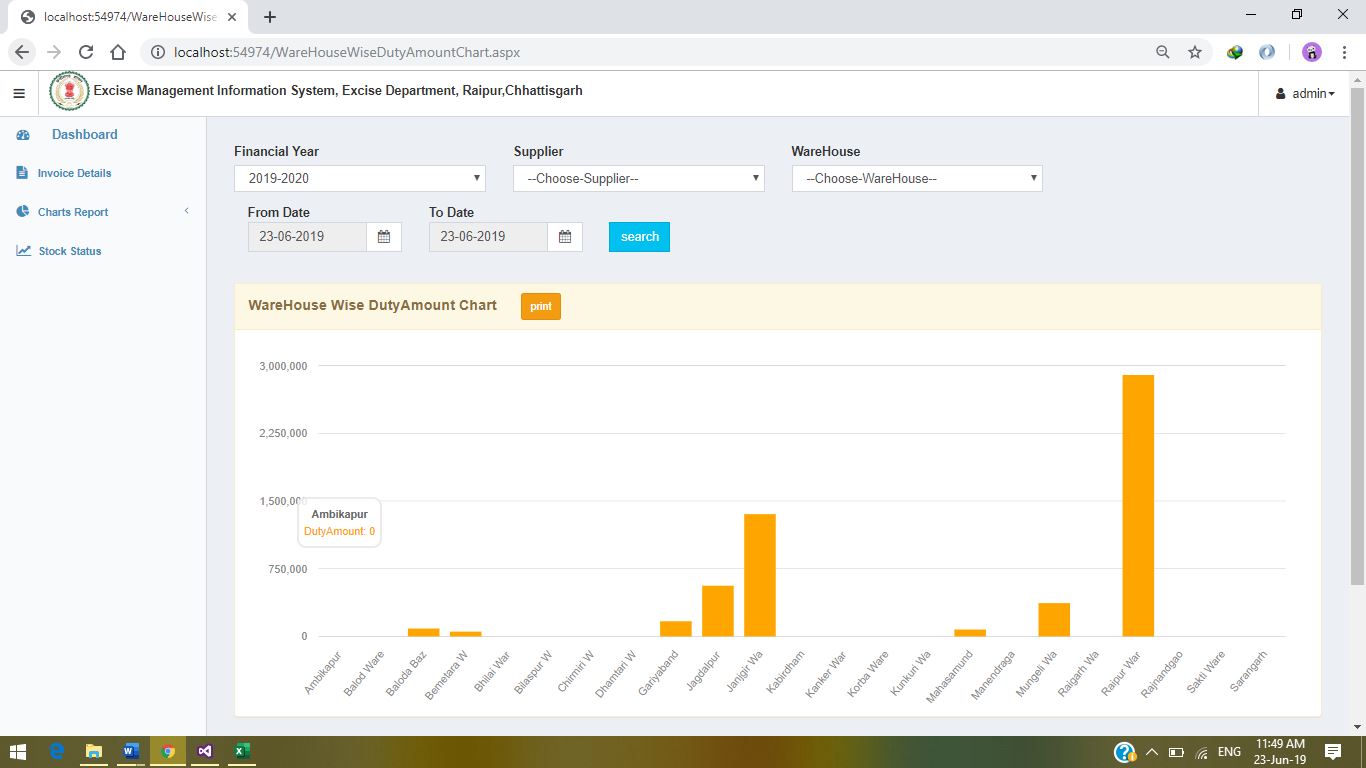 localhost:54974/WareHouseWise
localhost:54974/WareHouseWiseDutyAmountChart.aspx
Excise Management Information System, Excise Department, Raipur,Chhattisgarh
admin
Dashboard
Invoice Details
Charts Report
Stock Status
Financial Year
Supplier
WareHouse
2019-2020
--Choose-Supplier--
--Choose-WareHouse--
From Date
To Date
23-06-2019
23-06-2019
search
WareHouse Wise DutyAmount Chart
print
3,000,000
2,250,000
1,500,000
Ambikapur
DutyAmount: 0
750,000
0
Ambikapur
Balod Ware
Baloda Baz
Bemetara W
Bhilai War
Bilaspur W
Chirmiri W
Dhamtari W
Gariyaband
Jagdalpur
Janjgir Wa
Kabirdham
Kanker War
Korba Ware
Kunkuri Wa
Mahasamund
Manendraga
Mungeli Wa
Raigarh Wa
Raipur War
Rajnandgao
Sakti Ware
Sarangarh
ENG
11:49 AM
23-Jun-19